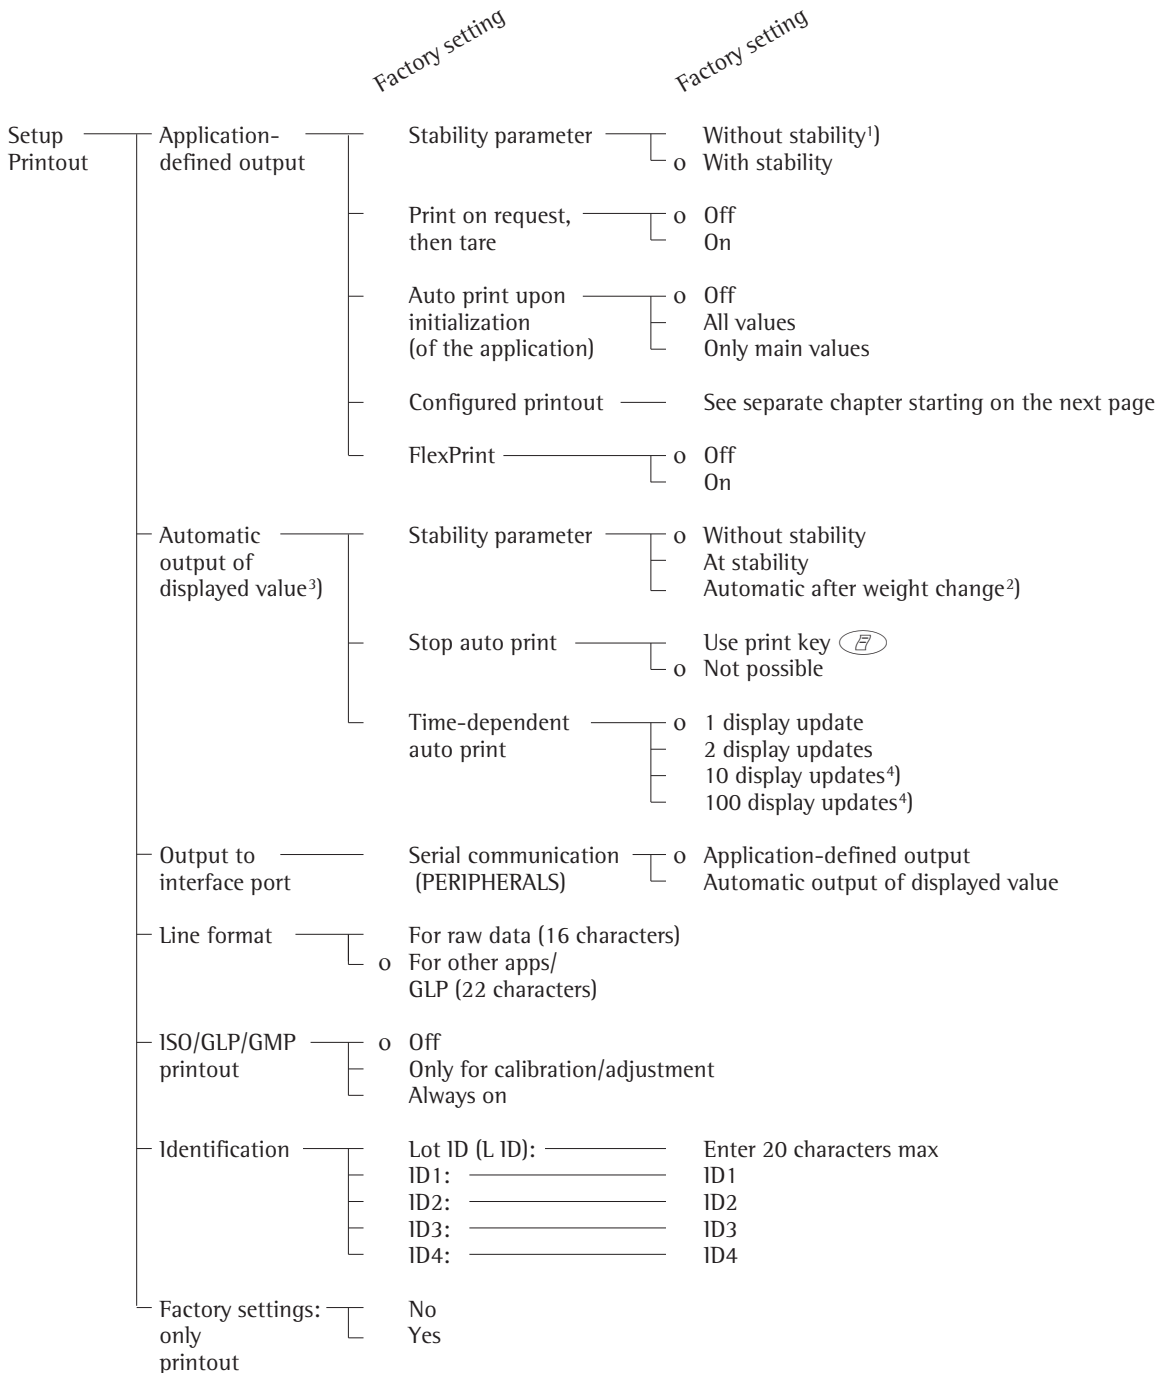 Factory setting Factory setting
Setup Application- Stability parameter Without stability¹)
Printout defined output o With stability
Print on request, o Off
then tare On
Auto print upon o Off
initialization All values
(of the application) Only main values
Configured printout See separate chapter starting on the next page
FlexPrint o Off
On
Automatic Stability parameter o Without stability
output of At stability
displayed value³) Automatic after weight change²)
Stop auto print Use print key
o Not possible
Time-dependent o 1 display update
auto print 2 display updates
10 display updates⁴)
100 display updates⁴)
Output to Serial communication o Application-defined output
interface port (PERIPHERALS) Automatic output of displayed value
Line format For raw data (16 characters)
o For other apps/
GLP (22 characters)
ISO/GLP/GMP o Off
printout Only for calibration/adjustment
Always on
Identification Lot ID (L ID): Enter 20 characters max
ID1: ID1
ID2: ID2
ID3: ID3
ID4: ID4
Factory settings: No
only Yes
printout